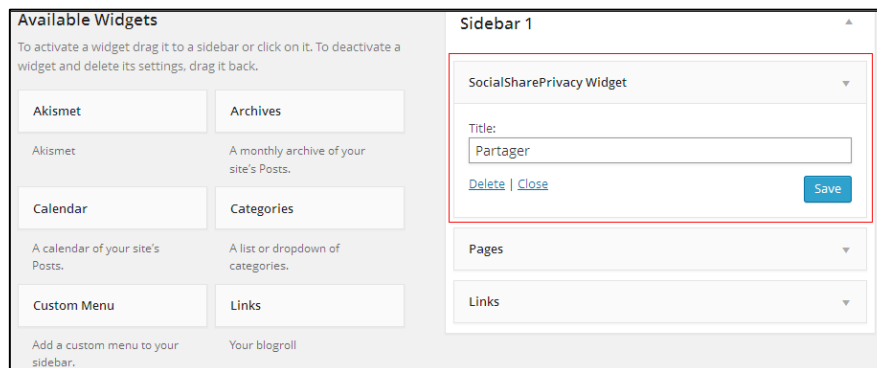 Available Widgets
To activate a widget drag it to a sidebar or click on it. To deactivate a
widget and delete its settings, drag it back.
Akismet
Archives
Akismet
A monthly archive of your
site's Posts.
Calendar
Categories
A calendar of your site's
Posts.
A list or dropdown of
categories.
Custom Menu
Links
Add a custom menu to your
sidebar.
Your blogroll
Sidebar 1
SocialSharePrivacy Widget
Title:
Partager
Delete | Close
Save
Pages
Links